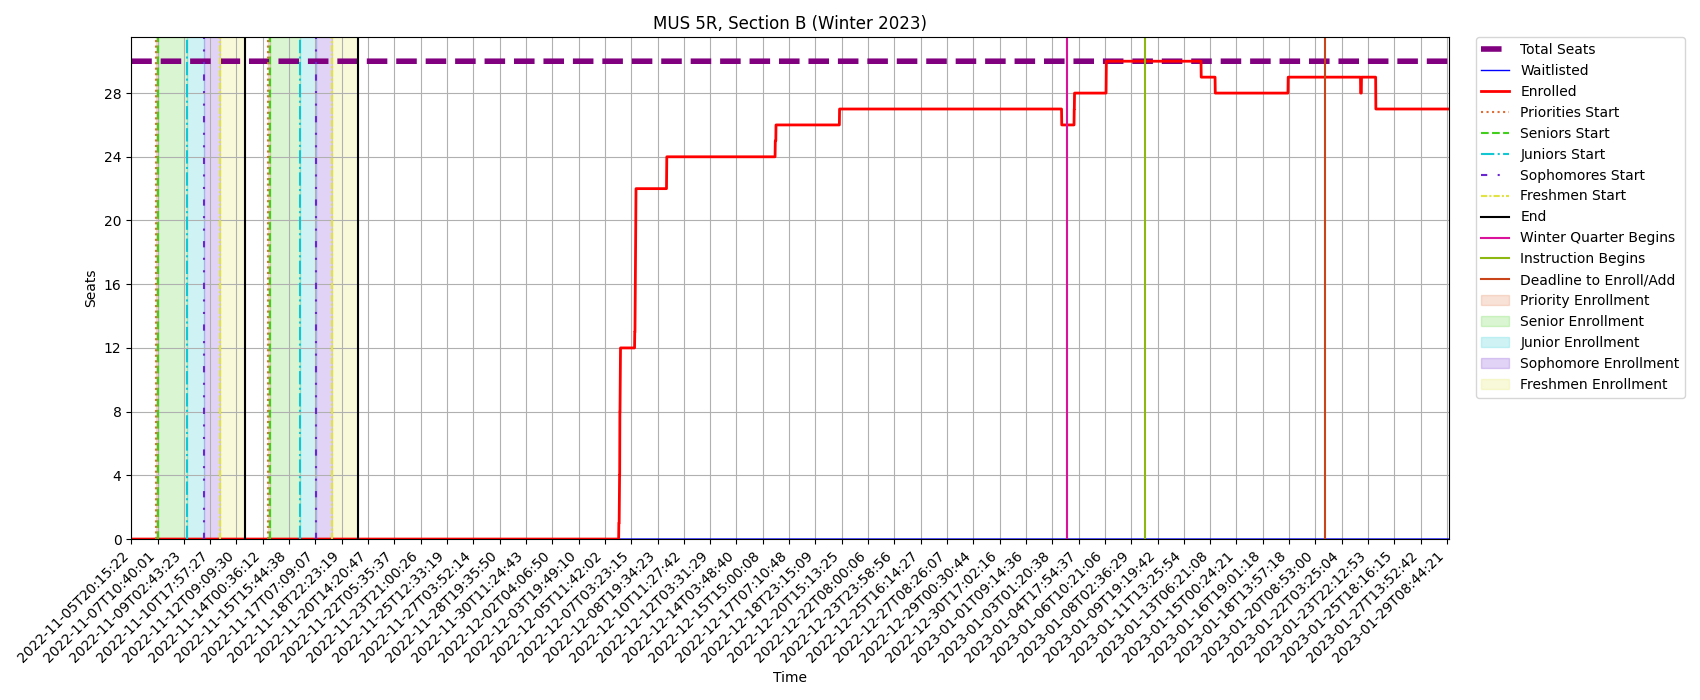 MUS 5R, Section B (Winter 2023)
Seats
28
24
20
16
12
8
4
0
2022-11-05T20:15:22
2022-11-07T10:40:01
2022-11-09T02:43:23
2022-11-10T17:57:27
2022-11-12T09:09:30
2022-11-14T00:36:12
2022-11-15T15:44:38
2022-11-17T07:09:07
2022-11-18T22:23:19
2022-11-20T14:20:47
2022-11-22T05:35:37
2022-11-23T21:00:26
2022-11-25T12:33:19
2022-11-27T03:52:14
2022-11-28T19:35:50
2022-11-30T11:24:43
2022-12-02T04:06:50
2022-12-03T19:49:10
2022-12-05T11:42:02
2022-12-07T03:23:15
2022-12-08T19:34:23
2022-12-10T11:27:42
2022-12-12T03:31:29
2022-12-14T03:48:40
2022-12-15T15:00:08
2022-12-17T07:10:48
2022-12-18T23:15:09
2022-12-20T15:13:25
2022-12-22T08:00:06
2022-12-23T23:58:56
2022-12-25T16:14:27
2022-12-27T08:26:07
2022-12-29T00:30:44
2022-12-30T17:02:16
2023-01-01T09:14:36
2023-01-03T01:20:38
2023-01-04T17:54:37
2023-01-06T10:21:06
2023-01-08T02:36:29
2023-01-09T19:19:42
2023-01-11T13:25:54
2023-01-13T06:21:08
2023-01-15T00:24:21
2023-01-16T19:01:18
2023-01-18T13:57:18
2023-01-20T08:53:00
2023-01-22T03:25:04
2023-01-23T22:12:53
2023-01-25T18:16:15
2023-01-27T13:52:42
2023-01-29T08:44:21
Time
Total Seats
Waitlisted
Enrolled
Priorities Start
Seniors Start
Juniors Start
Sophomores Start
Freshmen Start
End
Winter Quarter Begins
Instruction Begins
Deadline to Enroll/Add
Priority Enrollment
Senior Enrollment
Junior Enrollment
Sophomore Enrollment
Freshmen Enrollment